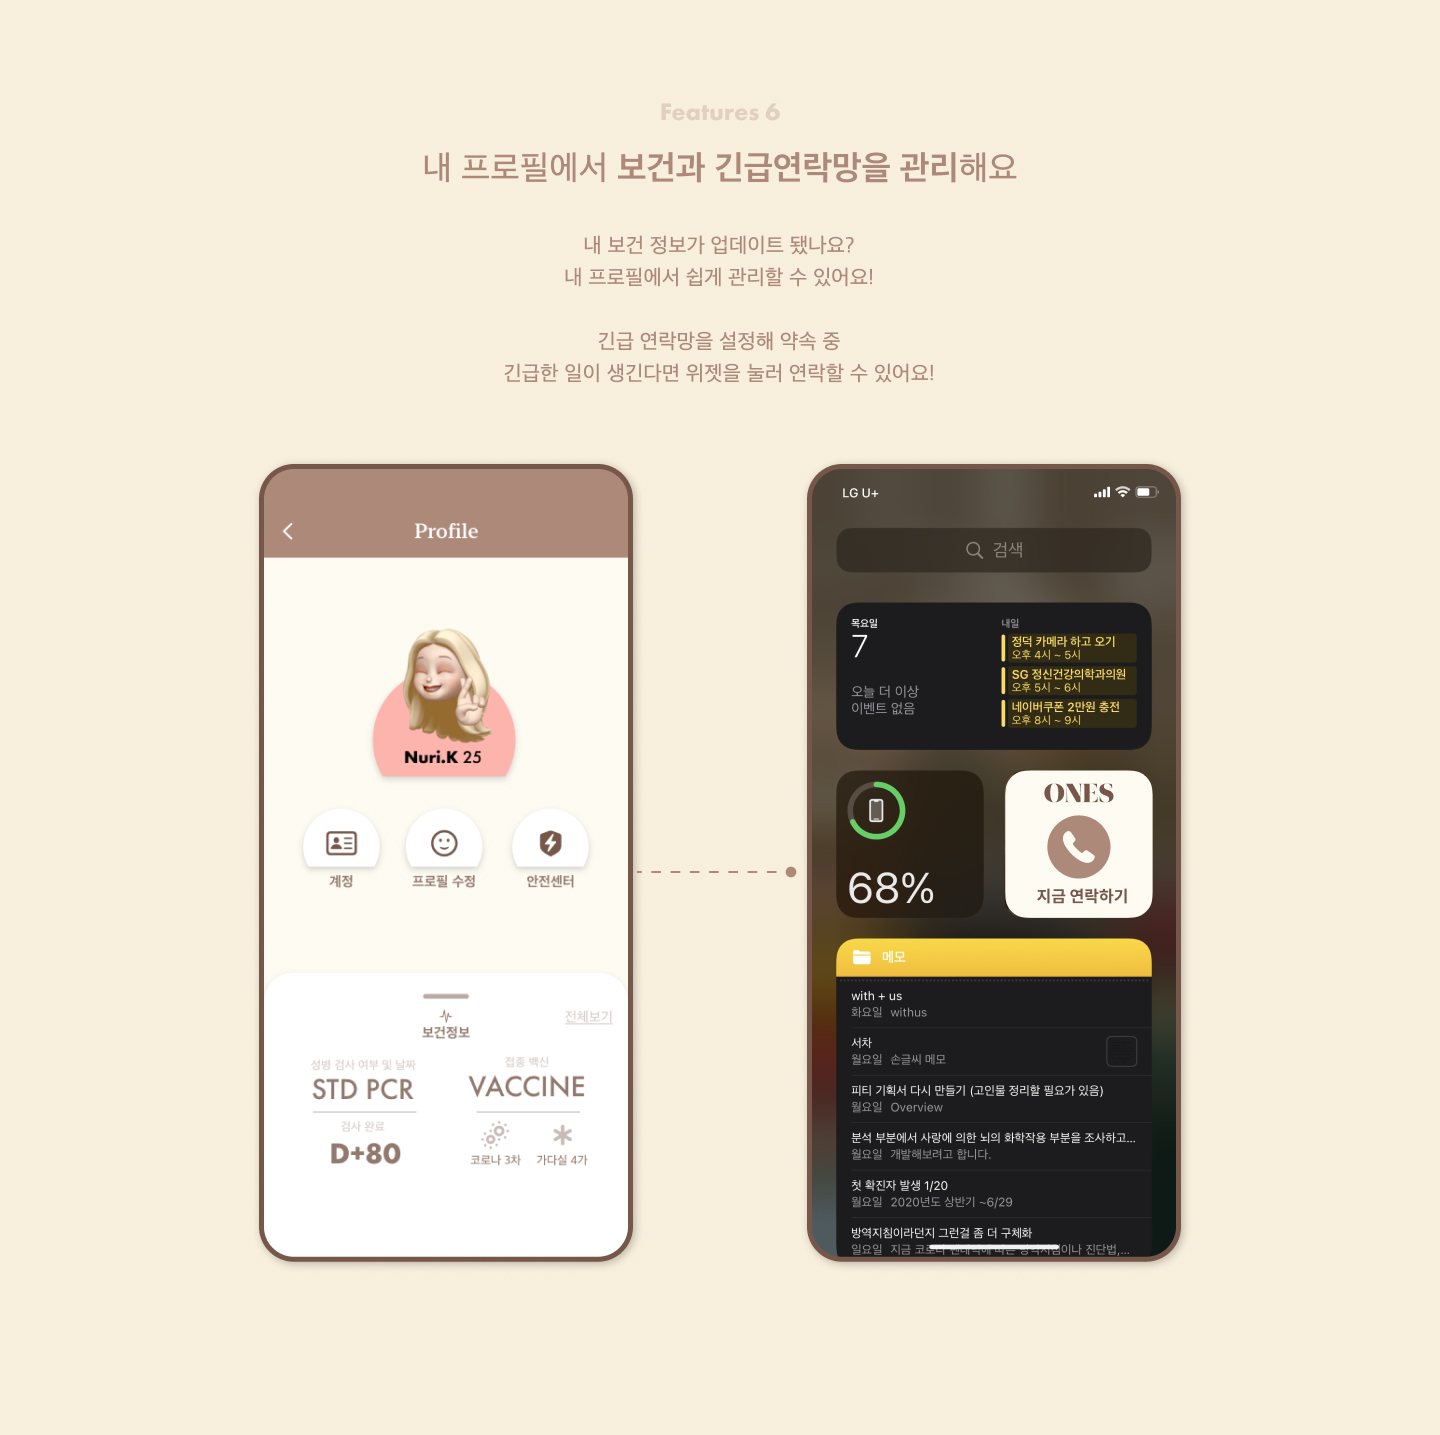 Features 6
내 프로필에서 보건과 긴급연락망을 관리해요
내 보건 정보가 업데이트 됐나요?
내 프로필에서 쉽게 관리할 수 있어요!
긴급 연락망을 설정해 약속 중
긴급한 일이 생긴다면 위젯을 눌러 연락할 수 있어요!
Profile
Nuri.K 25
계정
프로필 수정
안전센터
보건정보
전체보기
성병 검사 여부 및 날짜
STD PCR
검사 완료
D+80
접종 백신
VACCINE
코로나 3차
가다실 4가
LG U+
검색
목요일
7
오늘 더 이상
이벤트 없음
내일
정덕 카메라 하고 오기
오후 4시 ~ 5시
SG 정신건강의학과의원
오후 5시 ~ 6시
네이버쿠폰 2만원 충전
오후 8시 ~ 9시
68%
ONES
지금 연락하기
메모
with + us
화요일 withus
서차
월요일 손글씨 메모
피티 기획서 다시 만들기 (고인물 정리할 필요가 있음)
월요일 Overview
분석 부분에서 사랑에 의한 뇌의 화학작용 부분을 조사하고...
월요일 개발해보려고 합니다.
첫 확진자 발생 1/20
월요일 2020년도 상반기 ~6/29
방역지침이라던지 그런걸 좀 더 구체화
일요일 지금 코로나 팬데믹에 따른 방역지침이나 진단법,...